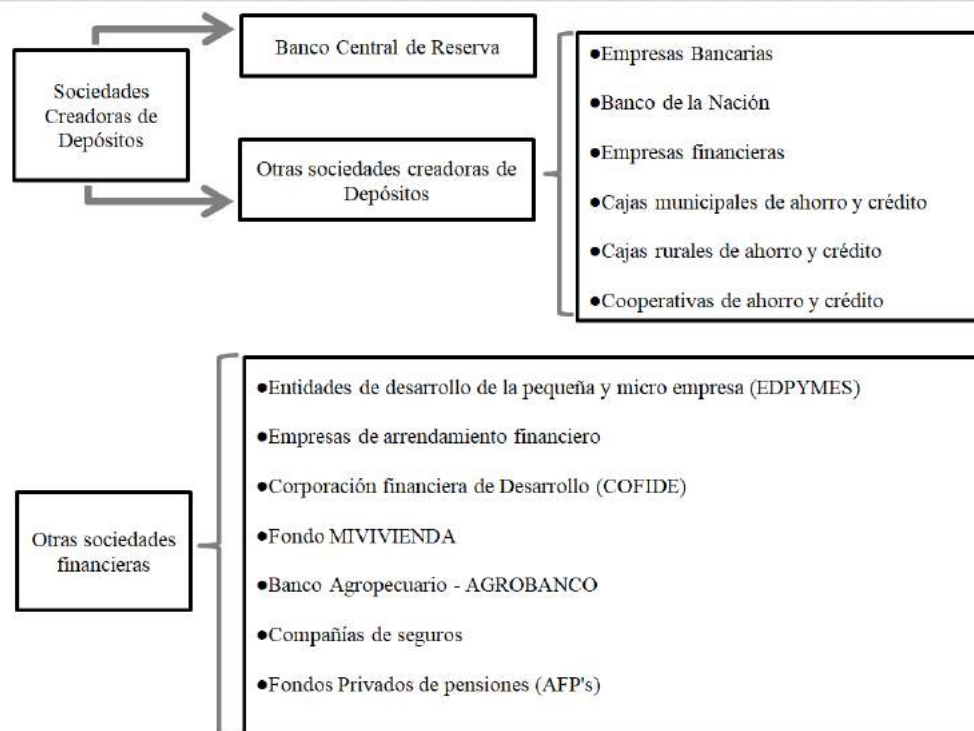 Sociedades
Creadoras de
Depósitos
Banco Central de Reserva
Otras sociedades creadoras de
Depósitos
●Empresas Bancarias
●Banco de la Nación
●Empresas financieras
●Cajas municipales de ahorro y crédito
●Cajas rurales de ahorro y crédito
●Cooperativas de ahorro y crédito
Otras sociedades
financieras
●Entidades de desarrollo de la pequeña y micro empresa (EDPYMES)
●Empresas de arrendamiento financiero
●Corporación financiera de Desarrollo (COFIDE)
●Fondo MIVIVIENDA
●Banco Agropecuario - AGROBANCO
●Compañías de seguros
●Fondos Privados de pensiones (AFP's)